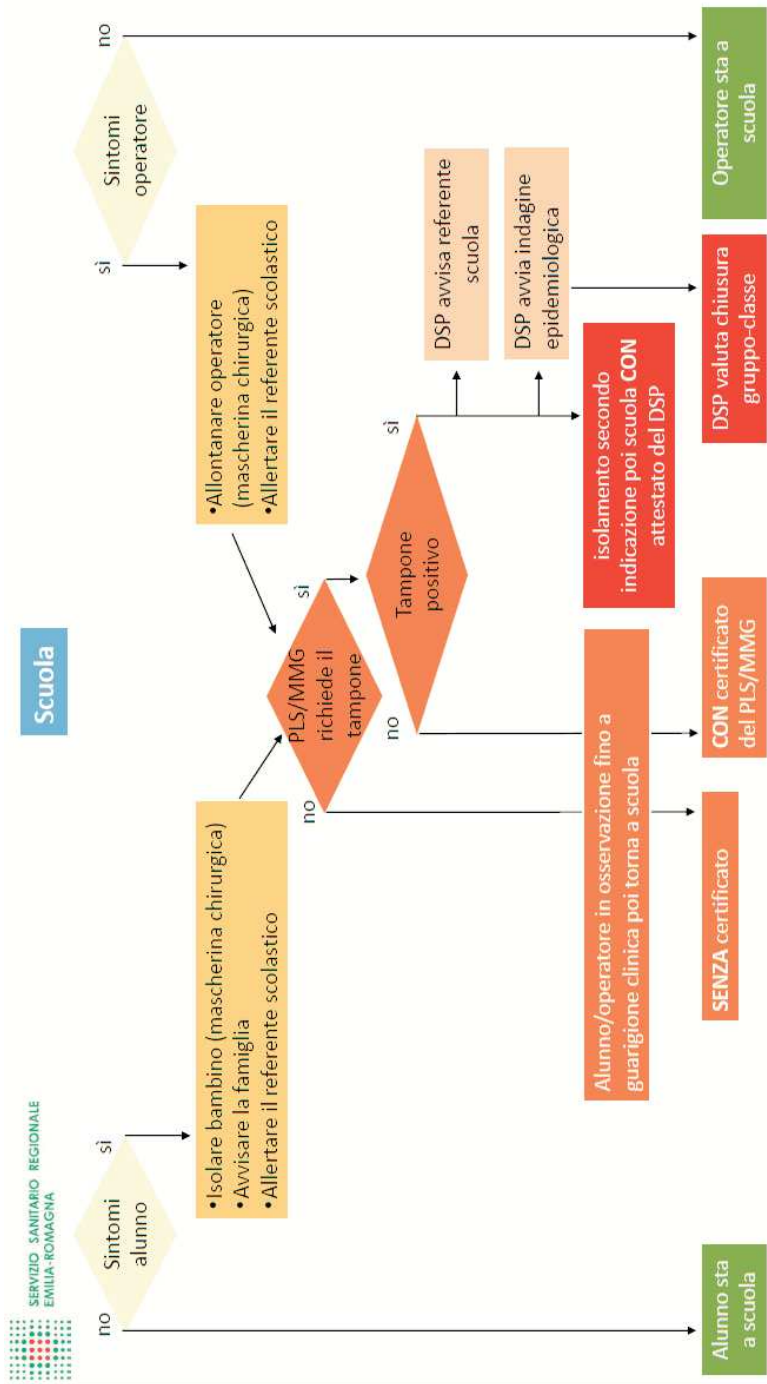 SERVIZIO SANITARIO REGIONALE
EMILIA-ROMAGNA
Scuola
Sintomi
alunno
no
sì
Sintomi
operatore
sì
no
•Isolare bambino (mascherina chirurgica)
•Avvisare la famiglia
•Allertare il referente scolastico
•Allontanare operatore
(mascherina chirurgica)
•Allertare il referente scolastico
PLS/MMG
richiede il
tampone
no
sì
Tampone
positivo
no
sì
DSP avvisa referente
scuola
DSP avvia indagine
epidemiologica
Alunno/operatore in osservazione fino a
guarigione clinica poi torna a scuola
isolamento secondo
indicazione poi scuola CON
attestato del DSP
Alunno sta
a scuola
SENZA certificato
CON certificato
del PLS/MMG
DSP valuta chiusura
gruppo-classe
Operatore sta a
scuola